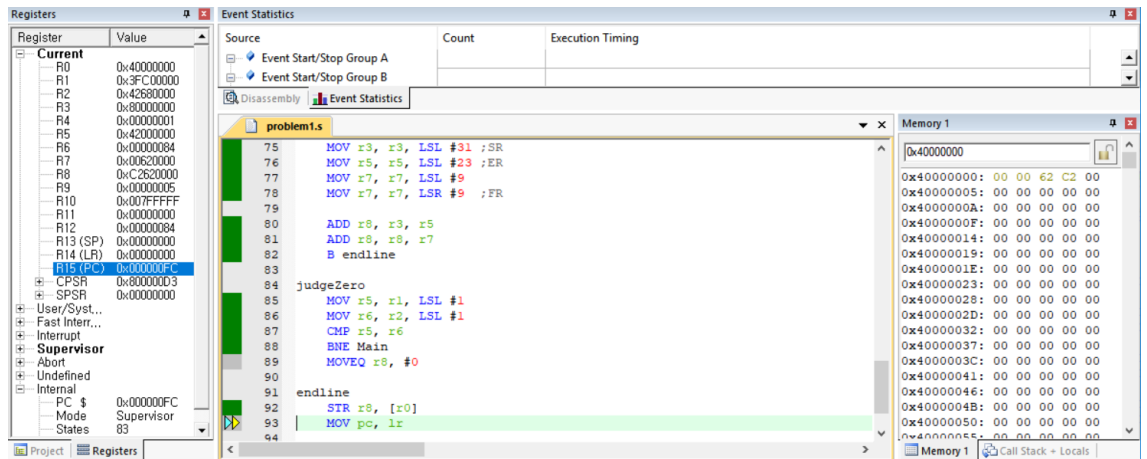 Registers
Register Value
Current
R0 0x40000000
R1 0x3FC00000
R2 0x42680000
R3 0x80000000
R4 0x00000001
R5 0x42000000
R6 0x00000084
R7 0x00620000
R8 0xC2620000
R9 0x00000005
R10 0x007FFFFF
R11 0x00000000
R12 0x00000084
R13 (SP) 0x00000000
R14 (LR) 0x00000000
R15 (PC) 0x000000FC
CPSR 0x800000D3
SPSR 0x00000000
User/Syst...
Fast Interr...
Interrupt
Supervisor
Abort
Undefined
Internal
PC $ 0x000000FC
Mode Supervisor
States 83
Project Registers
Event Statistics
Source Count Execution Timing
Event Start/Stop Group A
Event Start/Stop Group B
Disassembly Event Statistics
problem1.s
75 MOV r3, r3, LSL #31 ;SR
76 MOV r5, r5, LSL #23 ;ER
77 MOV r7, r7, LSL #9
78 MOV r7, r7, LSR #9 ;FR
79
80 ADD r8, r3, r5
81 ADD r8, r8, r7
82 B endline
83
84 judgeZero
85 MOV r5, r1, LSL #1
86 MOV r6, r2, LSL #1
87 CMP r5, r6
88 BNE Main
89 MOVEQ r8, #0
90
91 endline
92 STR r8, [r0]
93 MOV pc, lr
94
Memory 1
0x40000000
0x40000000: 00 00 62 C2 00
0x40000005: 00 00 00 00 00
0x4000000A: 00 00 00 00 00
0x4000000F: 00 00 00 00 00
0x40000014: 00 00 00 00 00
0x40000019: 00 00 00 00 00
0x4000001E: 00 00 00 00 00
0x40000023: 00 00 00 00 00
0x40000028: 00 00 00 00 00
0x4000002D: 00 00 00 00 00
0x40000032: 00 00 00 00 00
0x40000037: 00 00 00 00 00
0x4000003C: 00 00 00 00 00
0x40000041: 00 00 00 00 00
0x40000046: 00 00 00 00 00
0x4000004B: 00 00 00 00 00
0x40000050: 00 00 00 00 00
0x40000055: 00 00 00 00 00
Memory 1 Call Stack + Locals